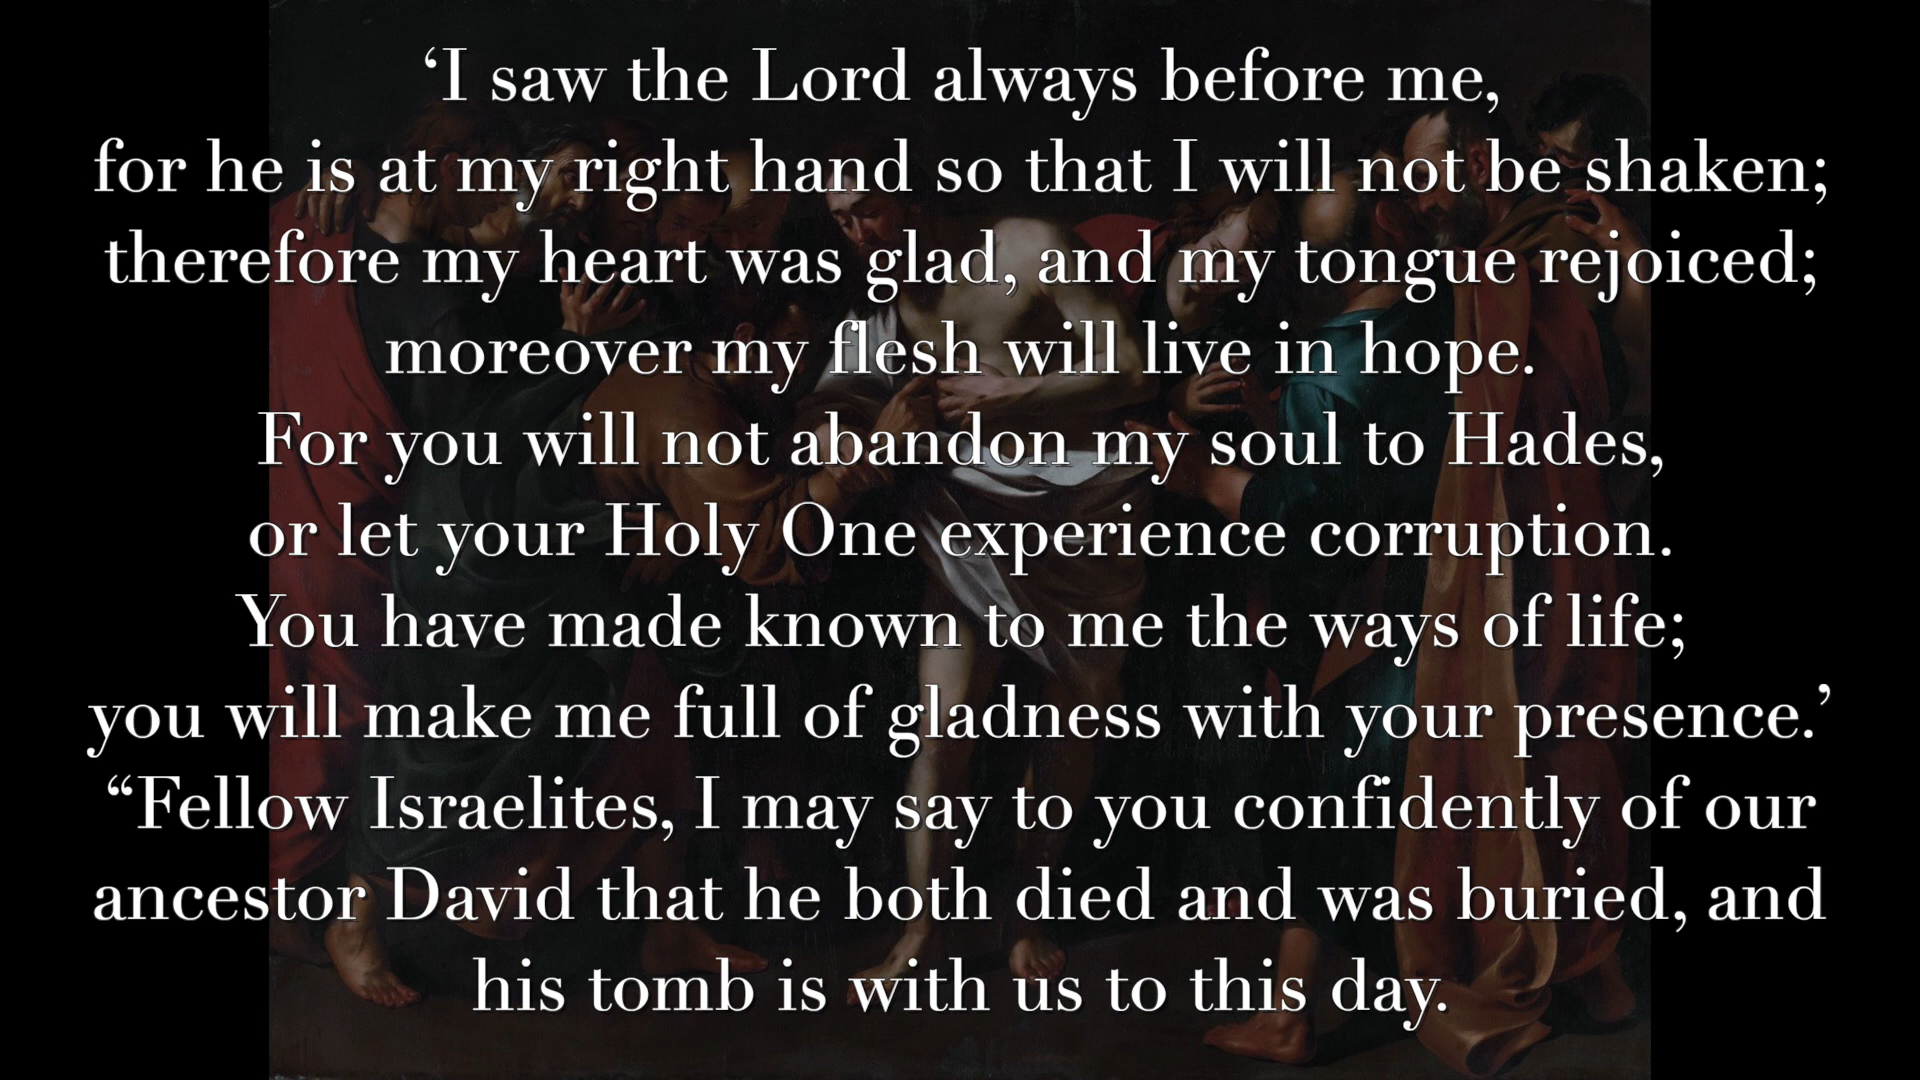 ‘I saw the Lord always before me,
for he is at my right hand so that I will not be shaken;
therefore my heart was glad, and my tongue rejoiced;
moreover my flesh will live in hope.
For you will not abandon my soul to Hades,
or let your Holy One experience corruption.
You have made known to me the ways of life;
you will make me full of gladness with your presence.’
“Fellow Israelites, I may say to you confidently of our
ancestor David that he both died and was buried, and
his tomb is with us to this day.